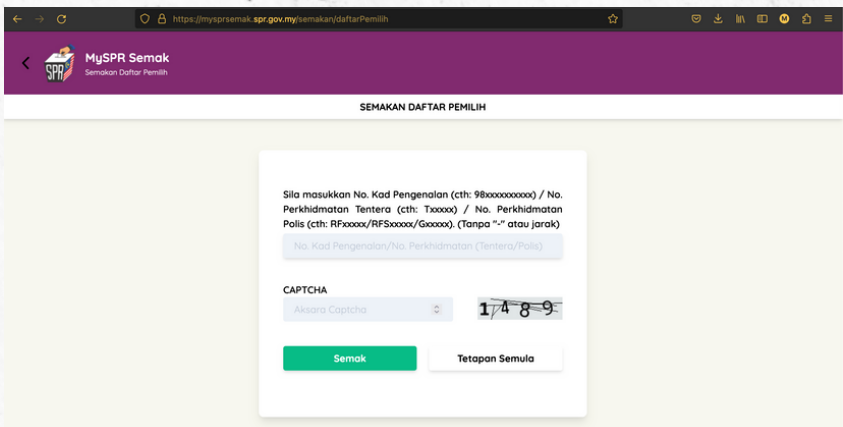 https://mysprsemak.spr.gov.my/semakan/daftarPemilih
SPR
MySPR Semak
Semakan Daftar Pemilih
SEMAKAN DAFTAR PEMILIH
Sila masukkan No. Kad Pengenalan (cth: 98xxxxxxxxxx) / No.
Perkhidmatan Tentera (cth: Txxxxx) / No. Perkhidmatan
Polis (cth: RFxxxxx/RFSxxxxx/Gxxxxx). (Tanpa "-" atau jarak)
No. Kad Pengenalan/No. Perkhidmatan (Tentera/Polis)
CAPTCHA
Aksara Captcha
1489
Semak
Tetapan Semula